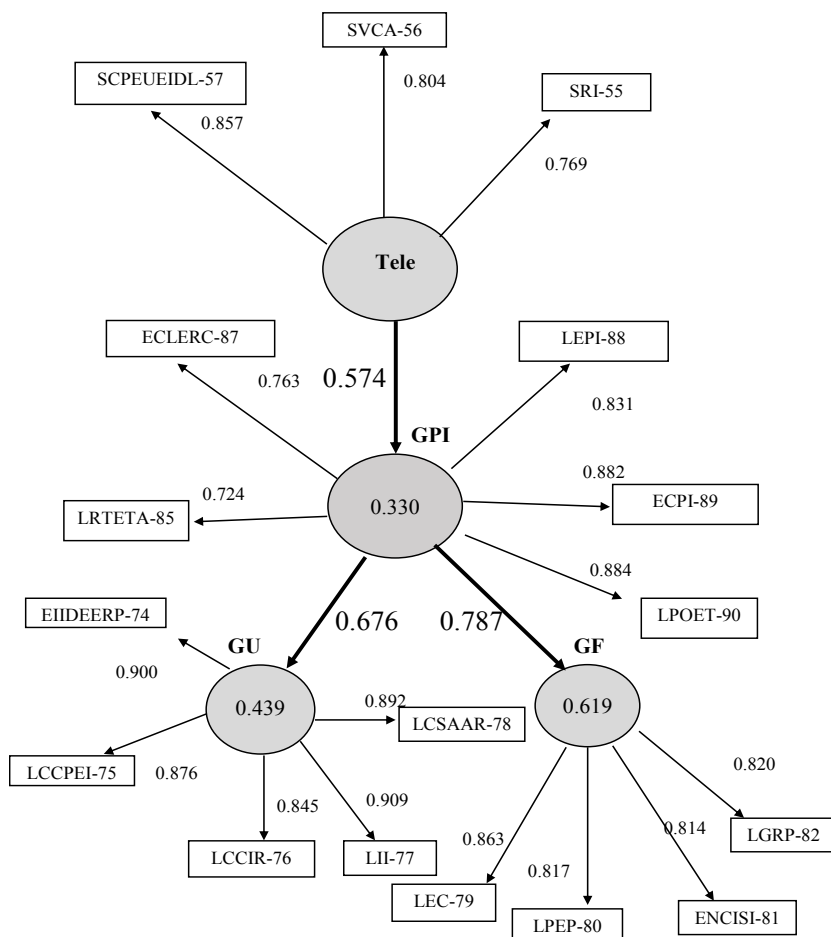 SVCA-56
SCPEUEIDL-57
0.804
SRI-55
0.857
0.769
Tele
ECLERC-87
LEPI-88
0.763
0.574
0.831
GPI
0.882
0.724
LRTETA-85
0.330
ECPI-89
0.884
EIIDEERP-74
LPOET-90
0.676
0.787
GU
GF
0.900
0.892
0.439
0.619
LCSAAR-78
LCCPEI-75
0.876
0.820
0.845
0.909
0.863
0.814
LGRP-82
LCCIR-76
LII-77
0.817
LEC-79
LPEP-80
ENCISI-81